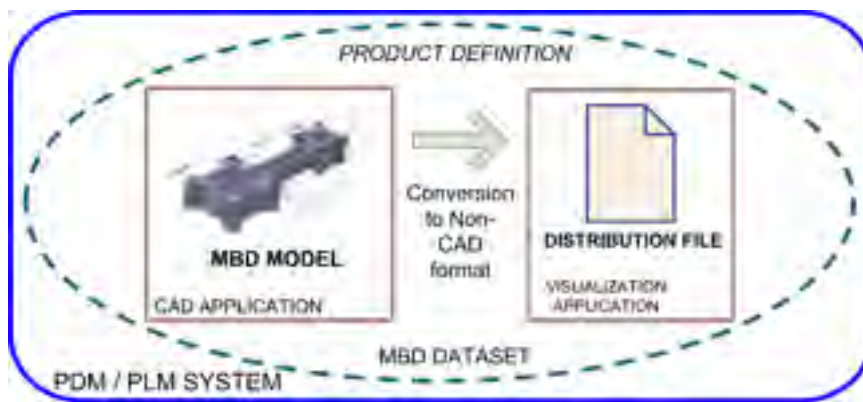 PRODUCT DEFINITION
MBD MODEL
CAD APPLICATION
Conversion
to Non-
CAD
format
DISTRIBUTION FILE
VISUALIZATION
APPLICATION
MBD DATASET
PDM / PLM SYSTEM